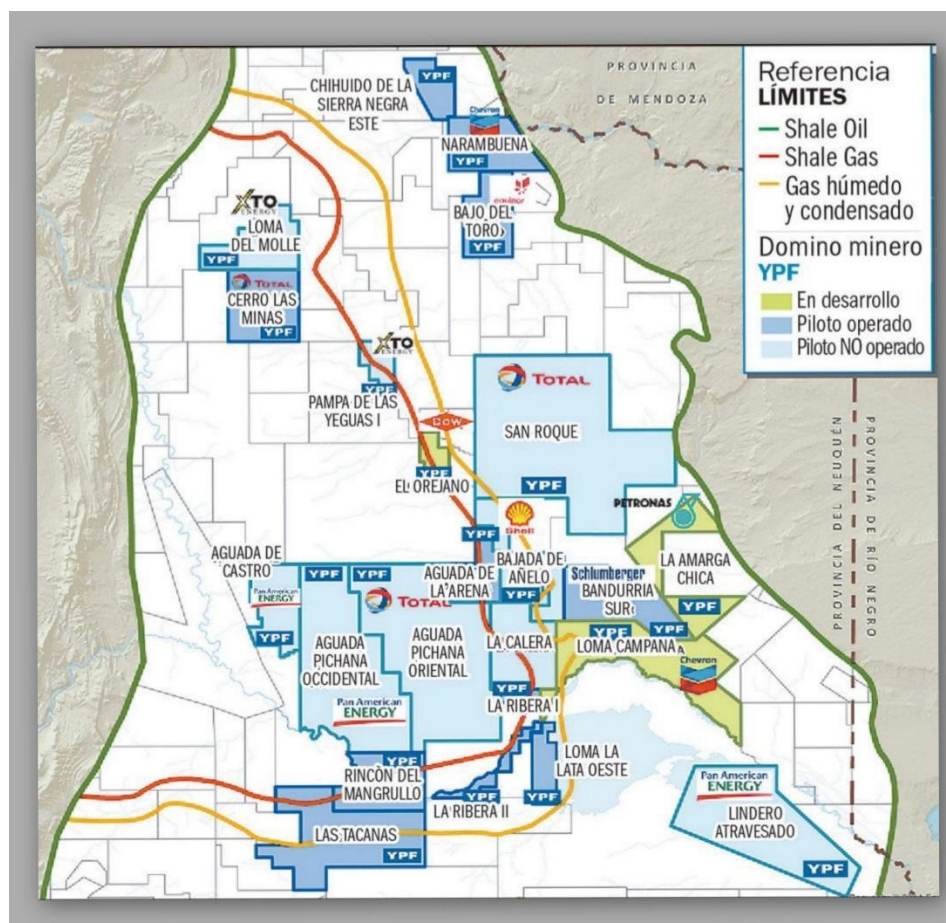 PROVINCIA
DE MENDOZA
Referencia
LÍMITES
Shale Oil
Shale Gas
Gas húmedo
y condensado
Domino minero
YPF
En desarrollo
Piloto operado
Piloto NO operado
YPF
CHIHUIDO DE LA
SIERRA NEGRA
ESTE
Chevron
NARAMBUENA
YPF
BAJO DEL
TORO
YPF
XTO
ENERGY
LOMA
DEL MOLLE
YPF
TOTAL
CERRO LAS
MINAS
YPF
XTO
ENERGY
YPF
PAMPA DE LAS
YEGUAS I
TOTAL
SAN ROQUE
YPF
DOW
YPF
EL OREJANO
PETRONAS
LA AMARGA
CHICA
YPF
Shell
YPF
BAJADA DE
AÑELO
YPF
AGUADA DE
LA ARENA
Schlumberger
BANDURRIA
SUR
YPF
AGUADA DE
CASTRO
Pan American
ENERGY
YPF
YPF
AGUADA
PICHANA
OCCIDENTAL
Pan American
ENERGY
YPF
TOTAL
AGUADA
PICHANA
ORIENTAL
LA CALERA
YPF
YPF
LOMA CAMPANA
Chevron
LA RIBERA I
YPF
RINCÓN DEL
MANGRULLO
YPF
LA RIBERA II
LOMA LA
LATA OESTE
YPF
LAS TACANAS
YPF
Pan American
ENERGY
LINDERO
ATRAVESADO
YPF
PROVINCIA DEL NEUQUÉN
PROVINCIA DE RÍO NEGRO